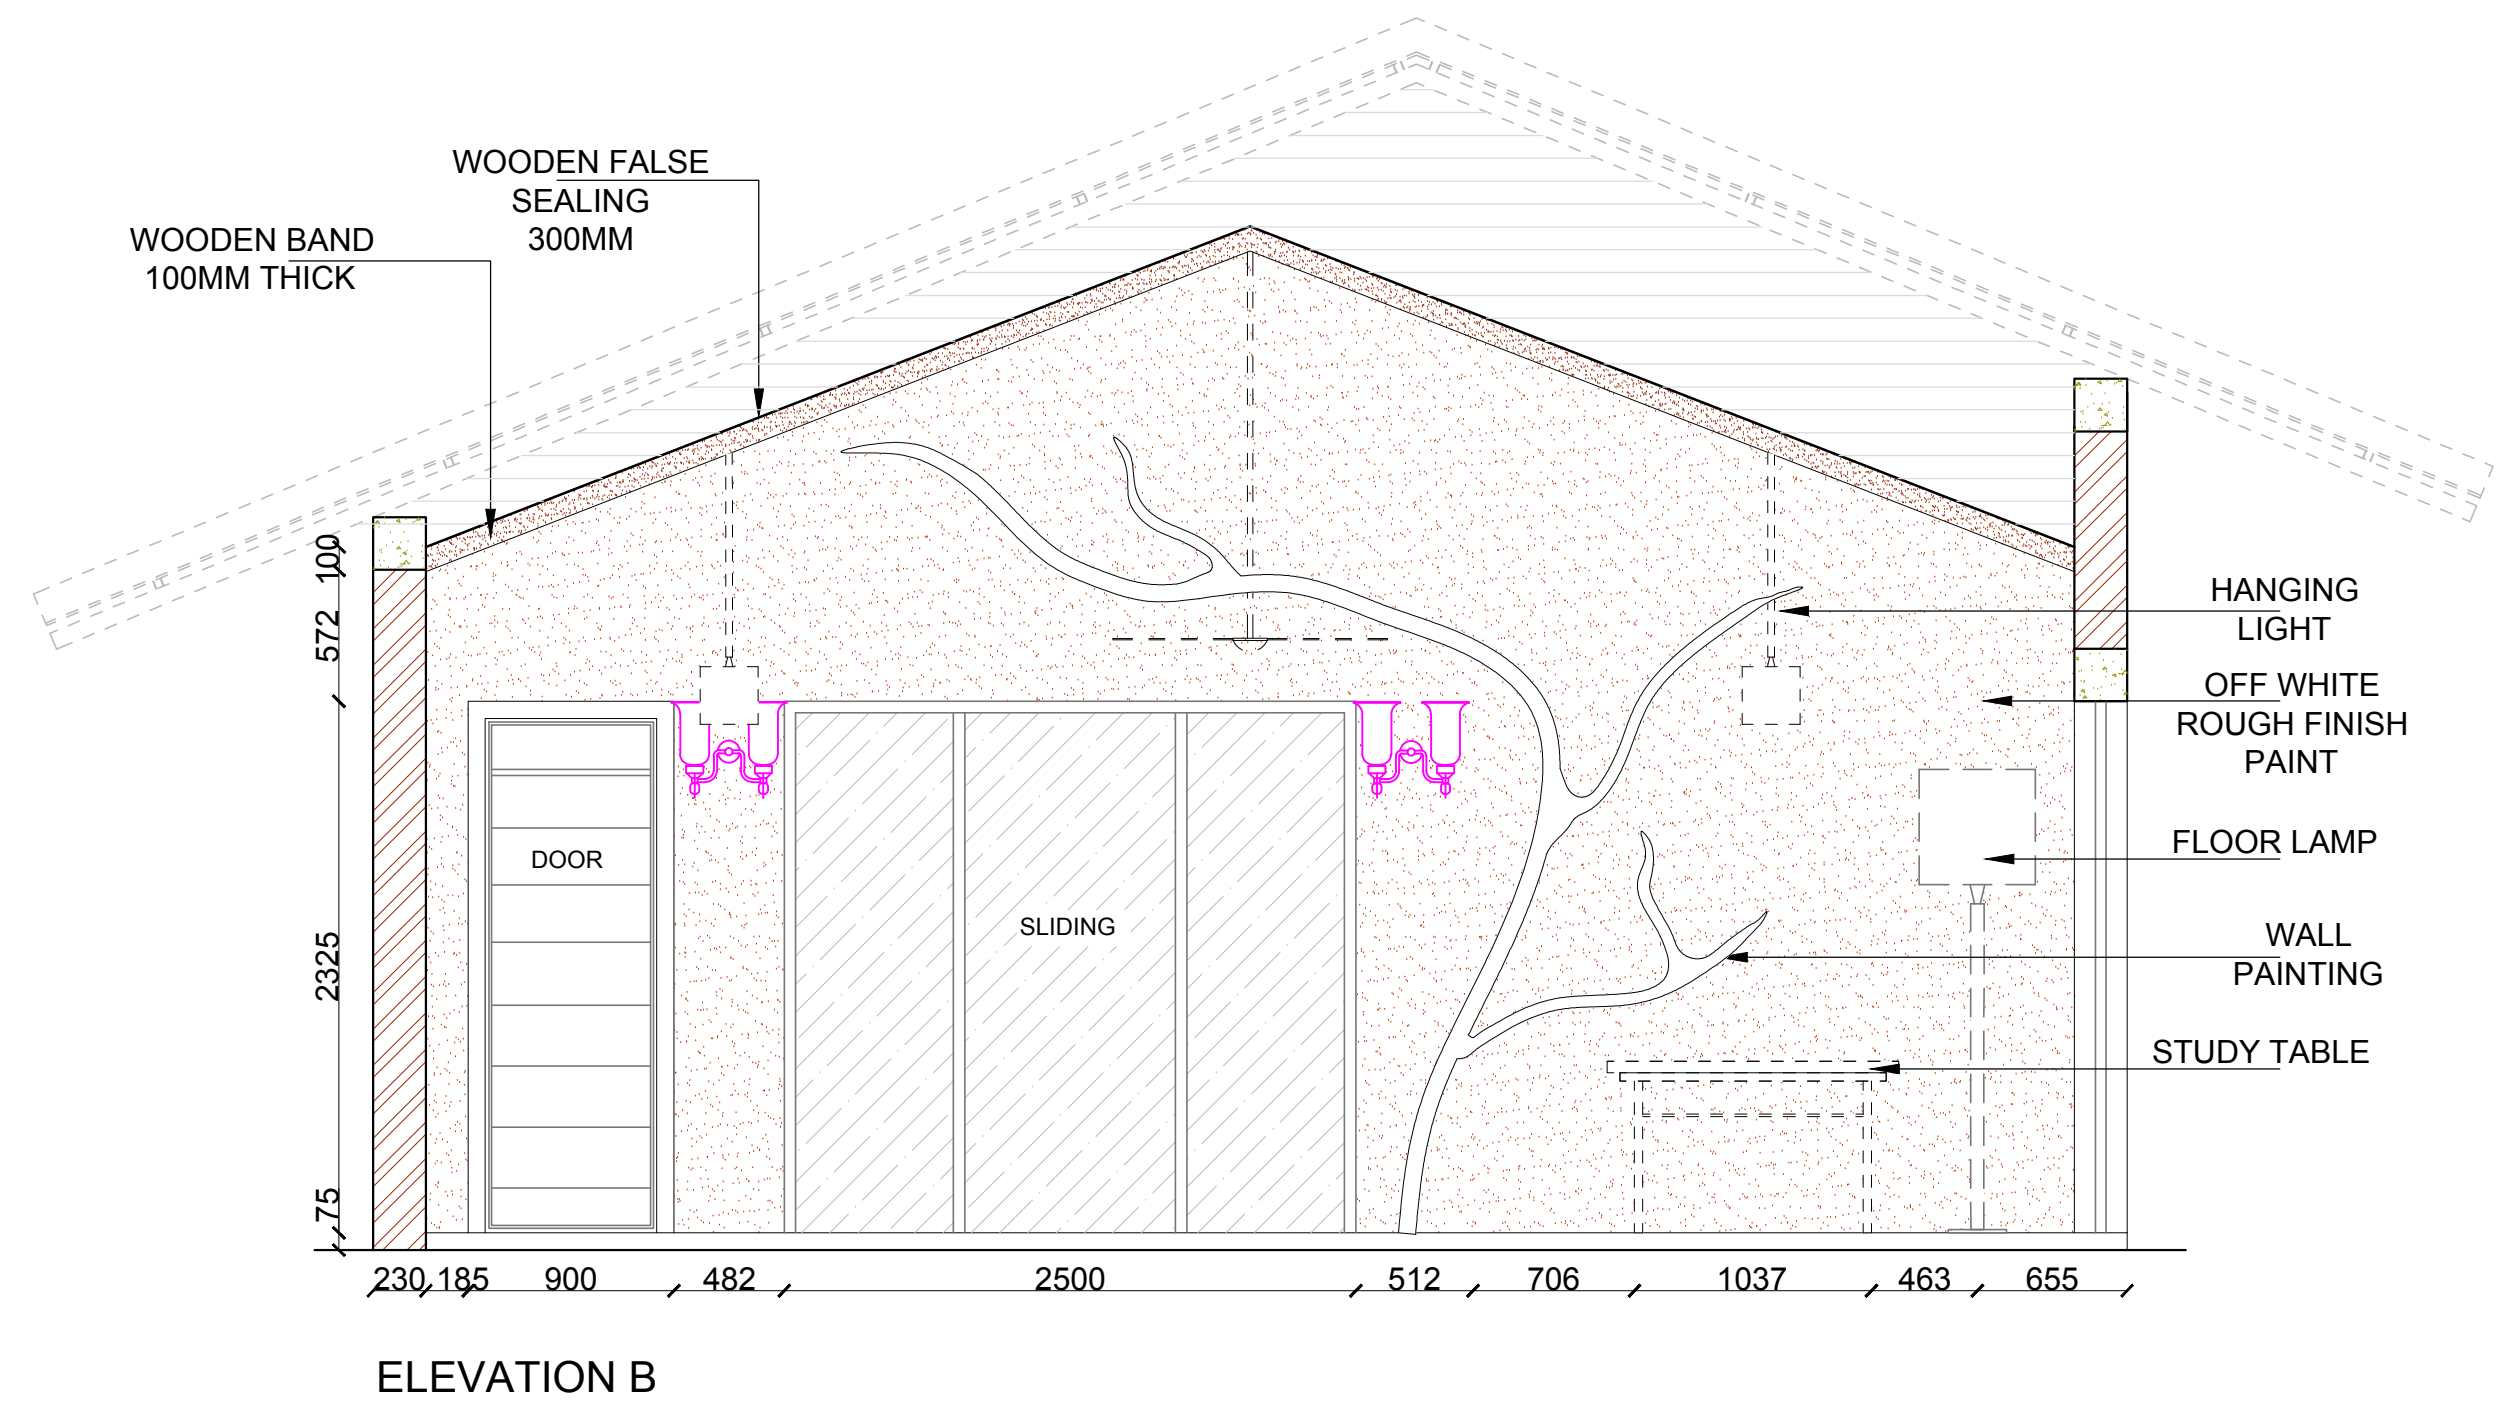 WOODEN FALSE
SEALING
300MM
WOODEN BAND
100MM THICK
100
572
2325
75
HANGING
LIGHT
OFF WHITE
ROUGH FINISH
PAINT
FLOOR LAMP
WALL
PAINTING
STUDY TABLE
DOOR
SLIDING
230 185 900 482 2500 512 706 1037 463 655
ELEVATION B